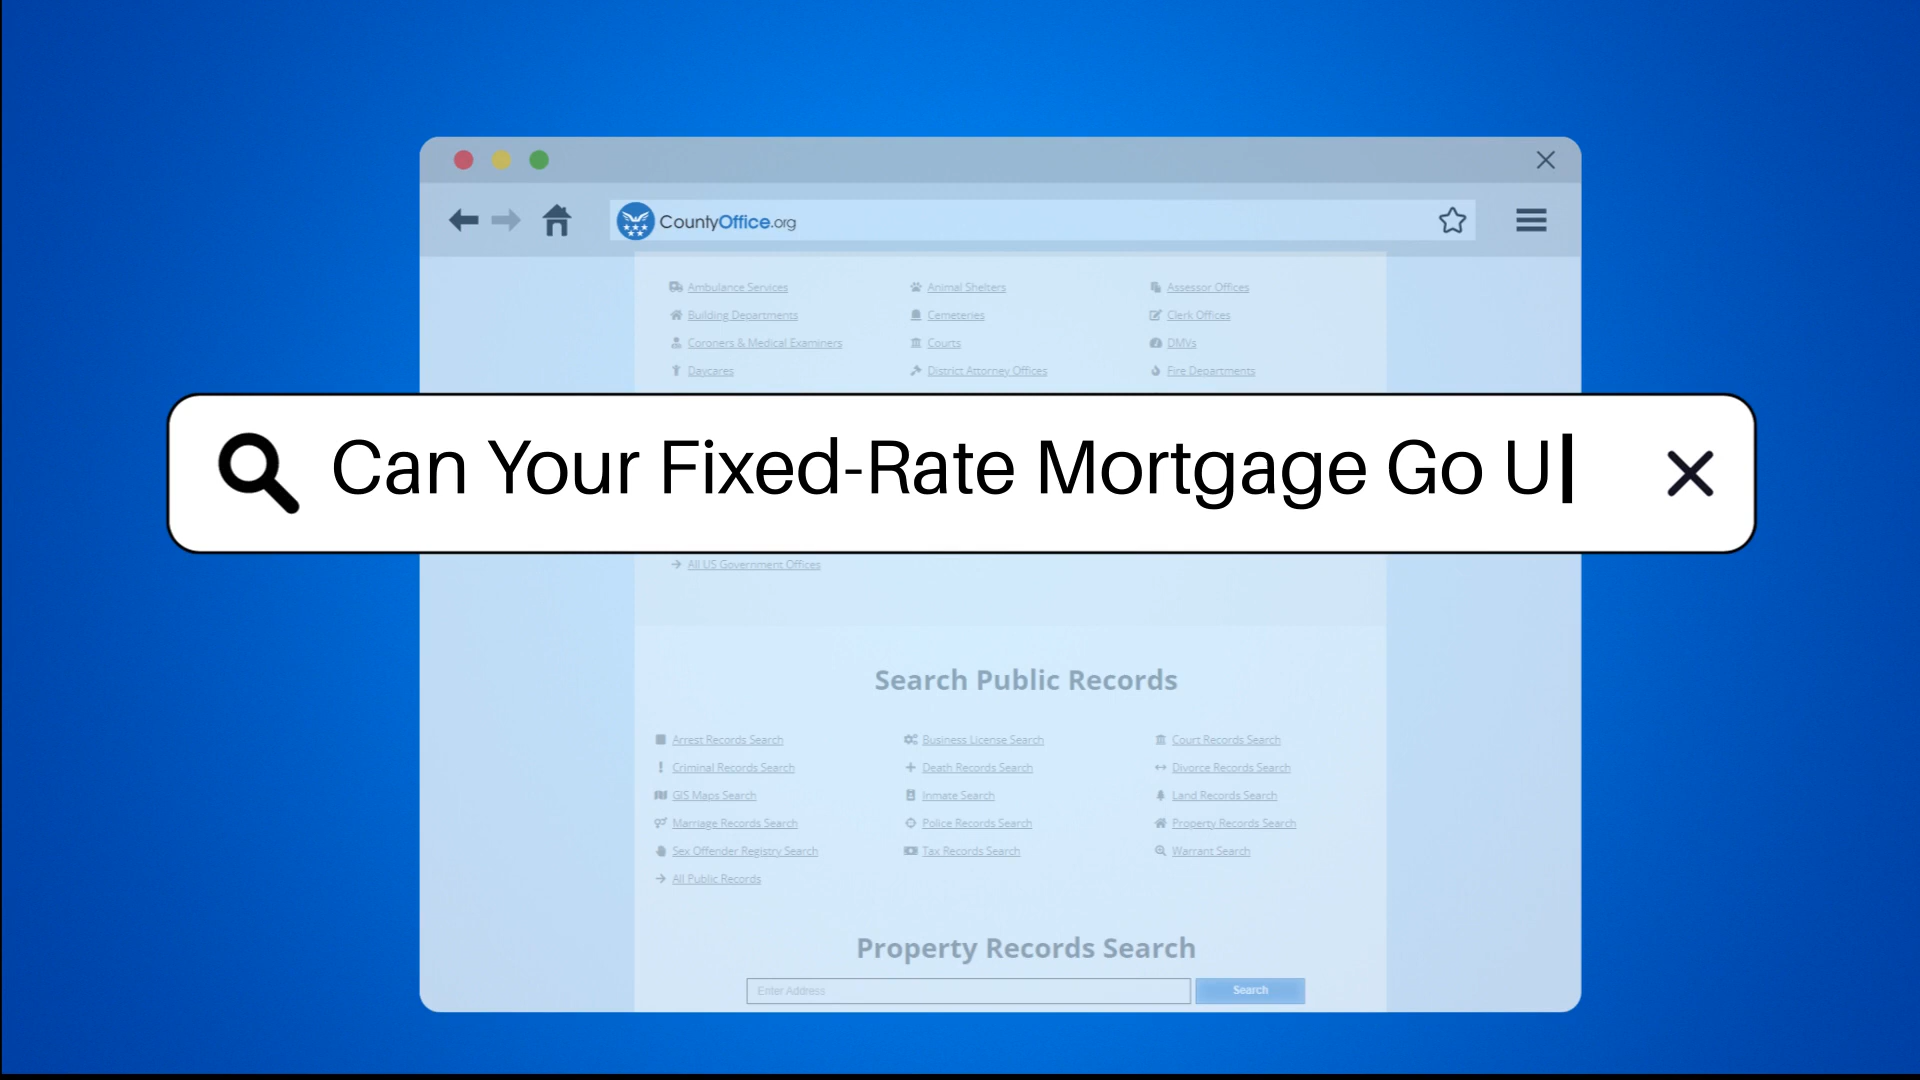 CountyOffice.org
Ambulance Services Animal Shelters Assessor Offices
Building Departments Cemeteries Clerk Offices
Coroners & Medical Examiners Courts DMVs
Daycares District Attorney Offices Fire Departments
Can Your Fixed-Rate Mortgage Go U
All US Government Offices
Search Public Records
Arrest Records Search Business License Search Court Records Search
Criminal Records Search Death Records Search Divorce Records Search
GIS Maps Search Inmate Search Land Records Search
Marriage Records Search Police Records Search Property Records Search
Sex Offender Registry Search Tax Records Search Warrant Search
All Public Records
Property Records Search
Enter Address Search